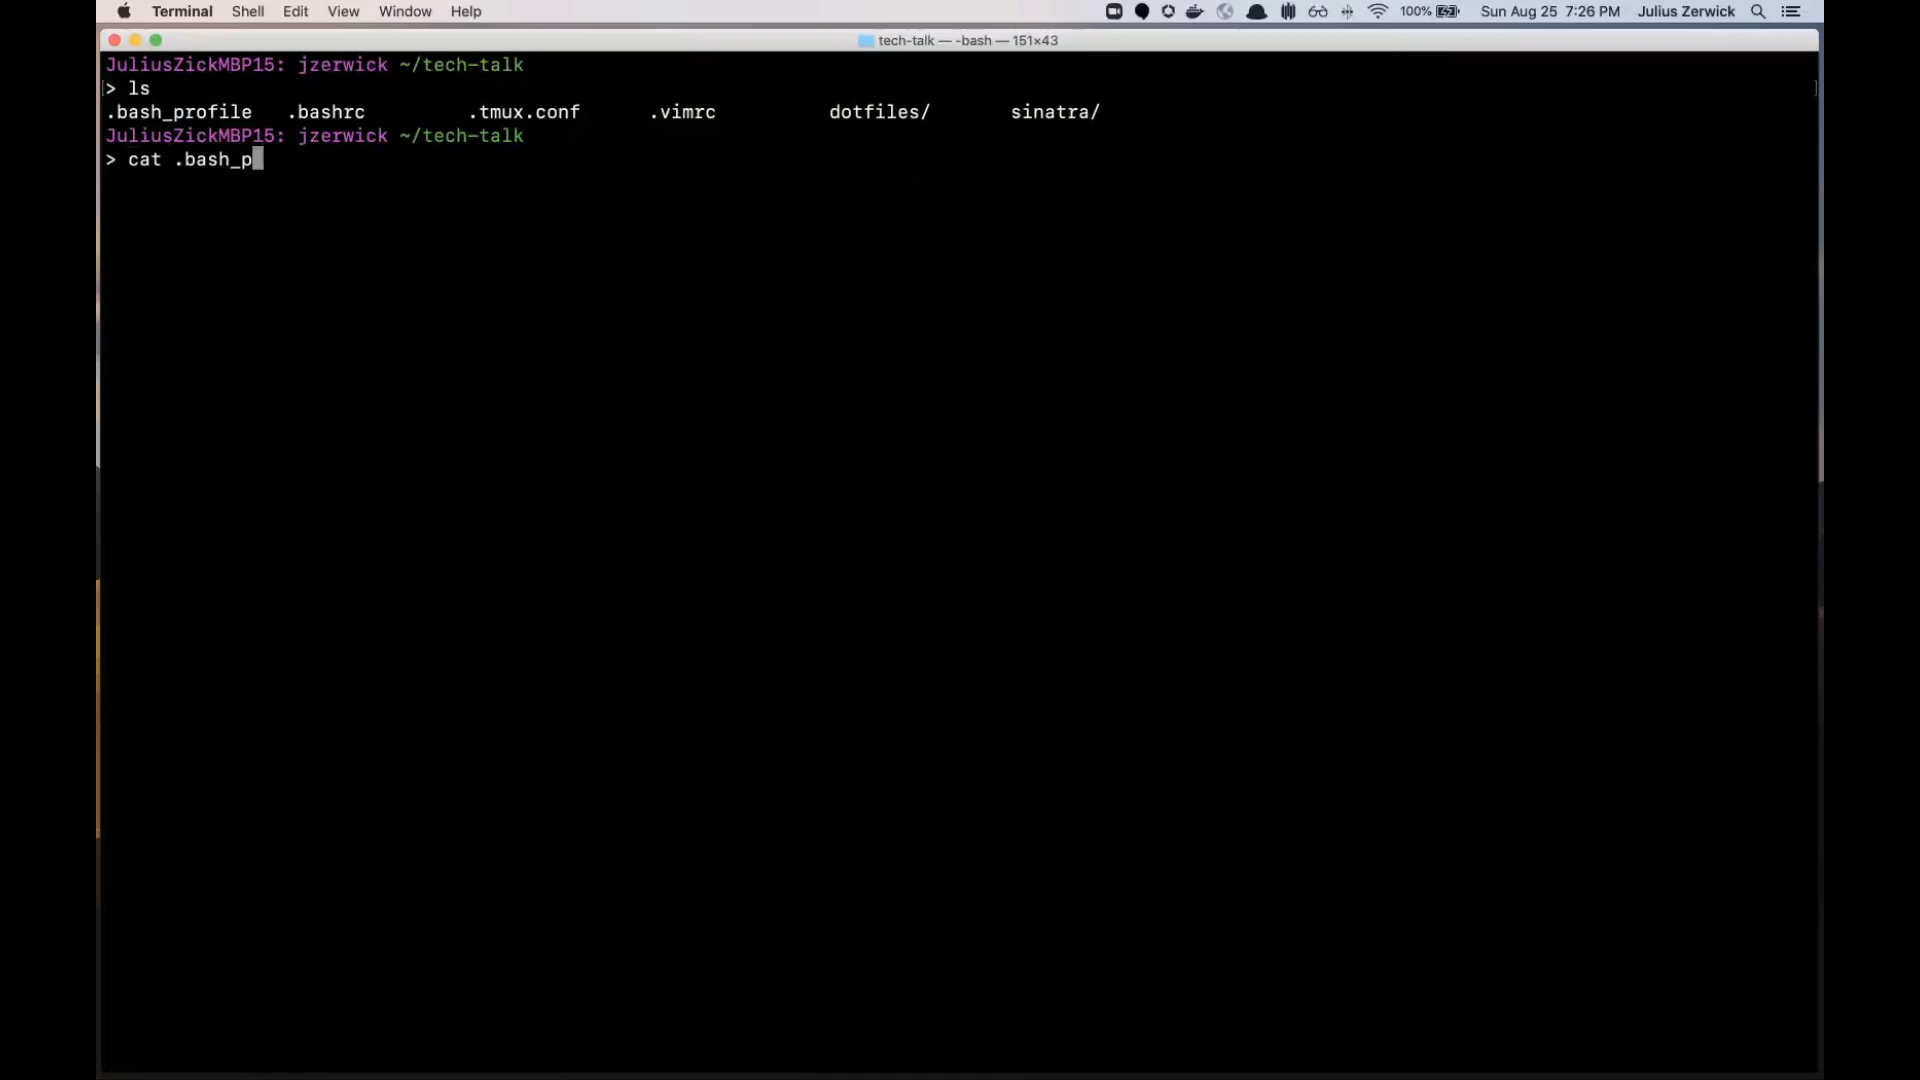 Terminal Shell Edit View Window Help 100% Sun Aug 25 7:26 PM Julius Zerwick
tech-talk — -bash — 151×43
JuliusZickMBP15: jzerwick ~/tech-talk
> ls
.bash_profile .bashrc .tmux.conf .vimrc dotfiles/ sinatra/
JuliusZickMBP15: jzerwick ~/tech-talk
> cat .bash_p